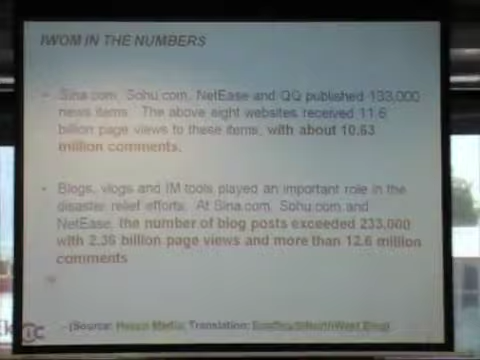 IWOM IN THE NUMBERS
- Sina.com, Sohu.com, NetEase and QQ published 133,000
news items. The above eight websites received 11.6
billion page views to these items, with about 10.63
million comments.
- Blogs, vlogs and IM tools played an important role in the
disaster relief efforts. At Sina.com, Sohu.com and
NetEase, the number of blog posts exceeded 233,000
with 2.36 billion page views and more than 12.6 million
comments
- (Source: Translation: